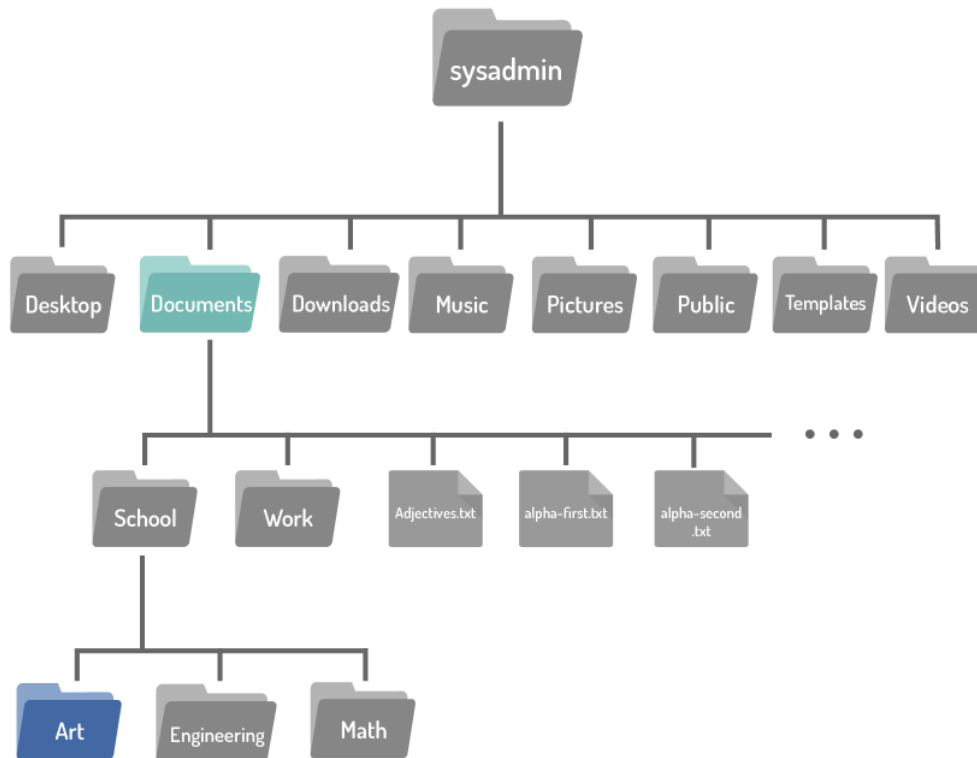 sysadmin
Desktop
Documents
Downloads
Music
Pictures
Public
Templates
Videos
School
Work
Adjectives.txt
alpha-first.txt
alpha-second
.txt
Art
Engineering
Math